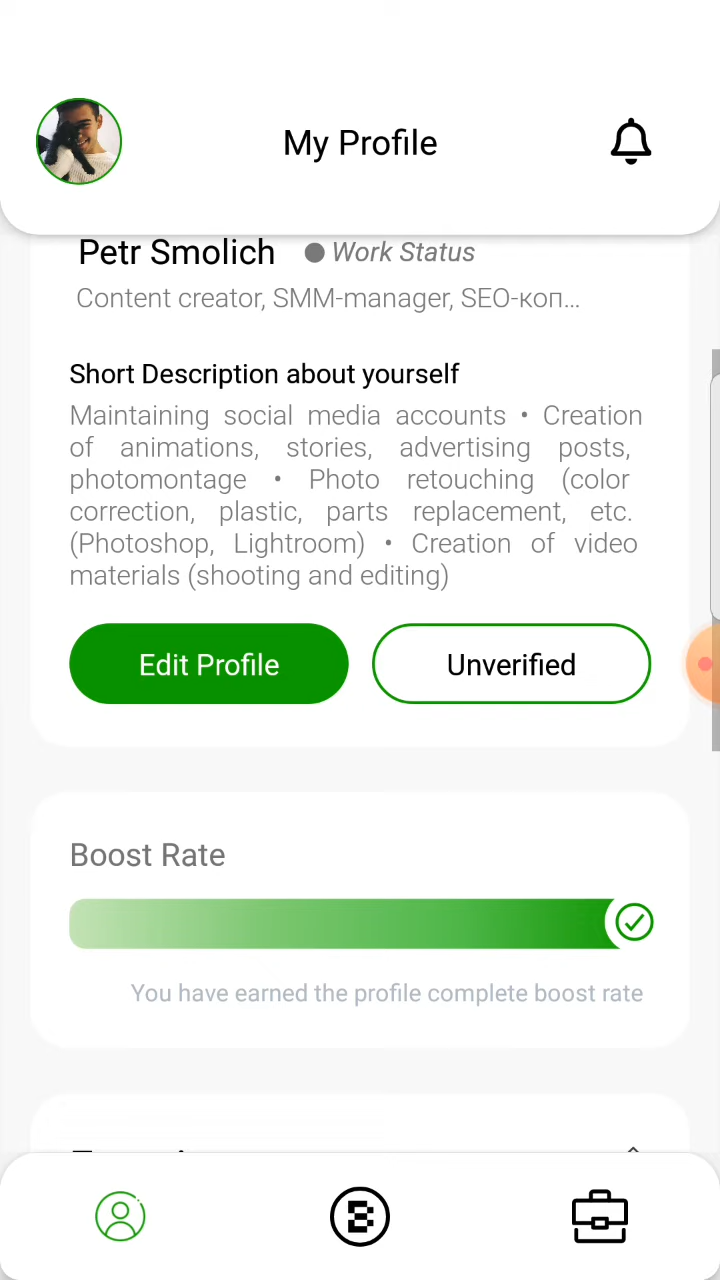 My Profile
Petr Smolich
Work Status
Content creator, SMM-manager, SEO-коп...
Short Description about yourself
Maintaining social media accounts • Creation
of animations, stories, advertising posts,
photomontage • Photo retouching (color
correction, plastic, parts replacement, etc.
(Photoshop, Lightroom) • Creation of video
materials (shooting and editing)
Edit Profile
Unverified
Boost Rate
You have earned the profile complete boost rate